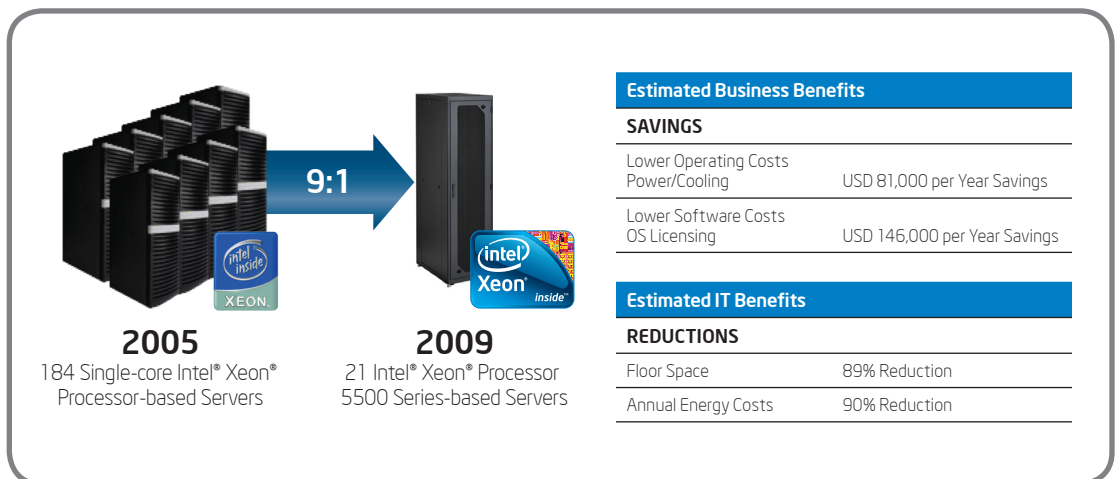 9:1
intel
inside
XEON
intel
Xeon
inside™
2005
184 Single-core Intel® Xeon®
Processor-based Servers
2009
21 Intel® Xeon® Processor
5500 Series-based Servers
Estimated Business Benefits
SAVINGS
Lower Operating Costs
Power/Cooling USD 81,000 per Year Savings
Lower Software Costs
OS Licensing USD 146,000 per Year Savings
Estimated IT Benefits
REDUCTIONS
Floor Space 89% Reduction
Annual Energy Costs 90% Reduction